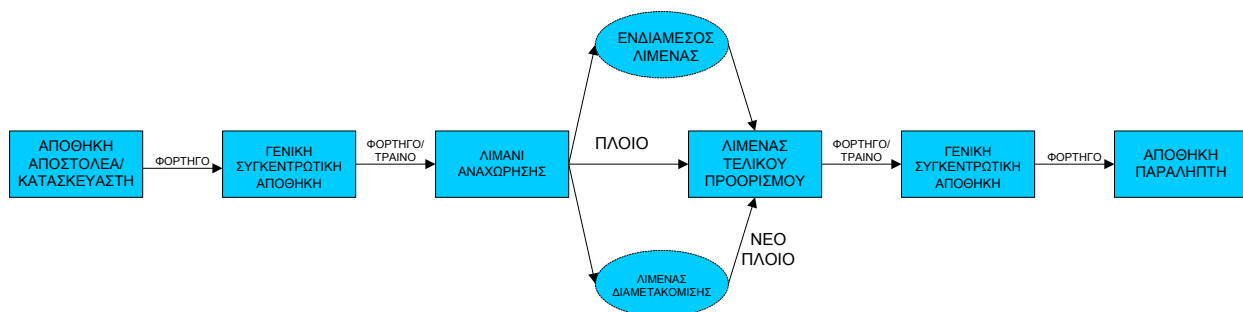 ΑΠΟΘΗΚΗ
ΑΠΟΣΤΟΛΕΑ/
ΚΑΤΑΣΚΕΥΑΣΤΗ
ΦΟΡΤΗΓΟ
ΓΕΝΙΚΗ
ΣΥΓΚΕΝΤΡΩΤΙΚΗ
ΑΠΟΘΗΚΗ
ΦΟΡΤΗΓΟ/
ΤΡΑΙΝΟ
ΛΙΜΑΝΙ
ΑΝΑΧΩΡΗΣΗΣ
ΕΝΔΙΑΜΕΣΟΣ
ΛΙΜΕΝΑΣ
ΠΛΟΙΟ
ΛΙΜΕΝΑΣ
ΔΙΑΜΕΤΑΚΟΜΙΣΗΣ
ΝΕΟ
ΠΛΟΙΟ
ΛΙΜΕΝΑΣ
ΤΕΛΙΚΟΥ
ΠΡΟΟΡΙΣΜΟΥ
ΦΟΡΤΗΓΟ/
ΤΡΑΙΝΟ
ΓΕΝΙΚΗ
ΣΥΓΚΕΝΤΡΩΤΙΚΗ
ΑΠΟΘΗΚΗ
ΦΟΡΤΗΓΟ
ΑΠΟΘΗΚΗ
ΠΑΡΑΛΗΠΤΗ